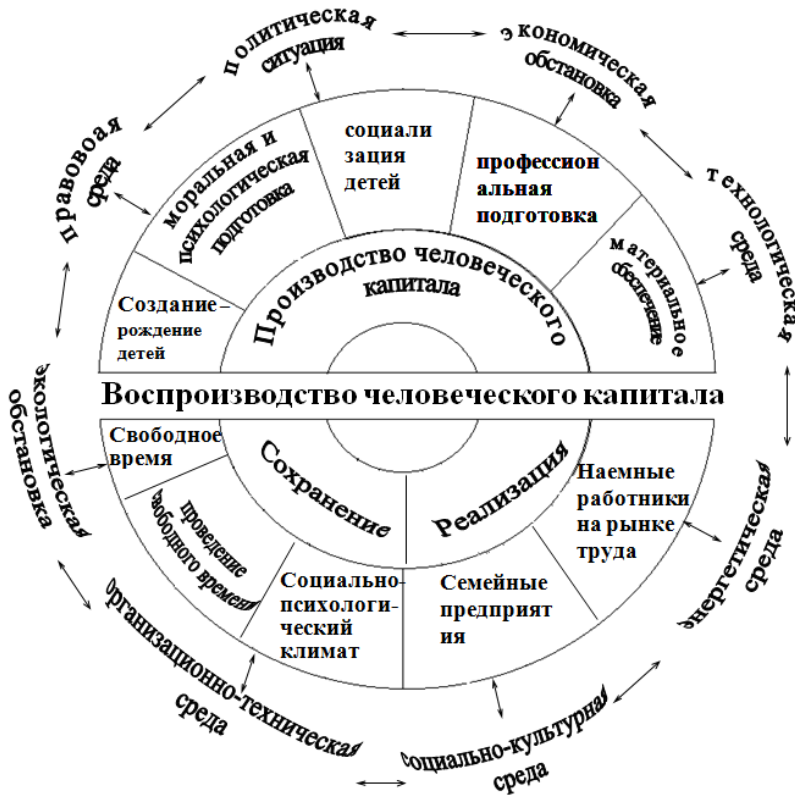 политическая
ситуация
экономическая
обстановка
правовоая
среда
технологическая
среда
моральная и
психологическая
подготовка
социали
зация
детей
профессион
альная
подготовка
материальное
обеспечение
Создание –
рождение
детей
Производство человеческого
капитала
Воспроизводство человеческого капитала
экологическая
обстановка
Свободное
время
проведение
свободного времени
Социально-
психологи-
ческий
климат
Сохранение
Реализация
Семейные
предприят
ия
Наемные
работники
на рынке
труда
энергетическая
среда
организационно-техническая
среда
социально-культурная
среда